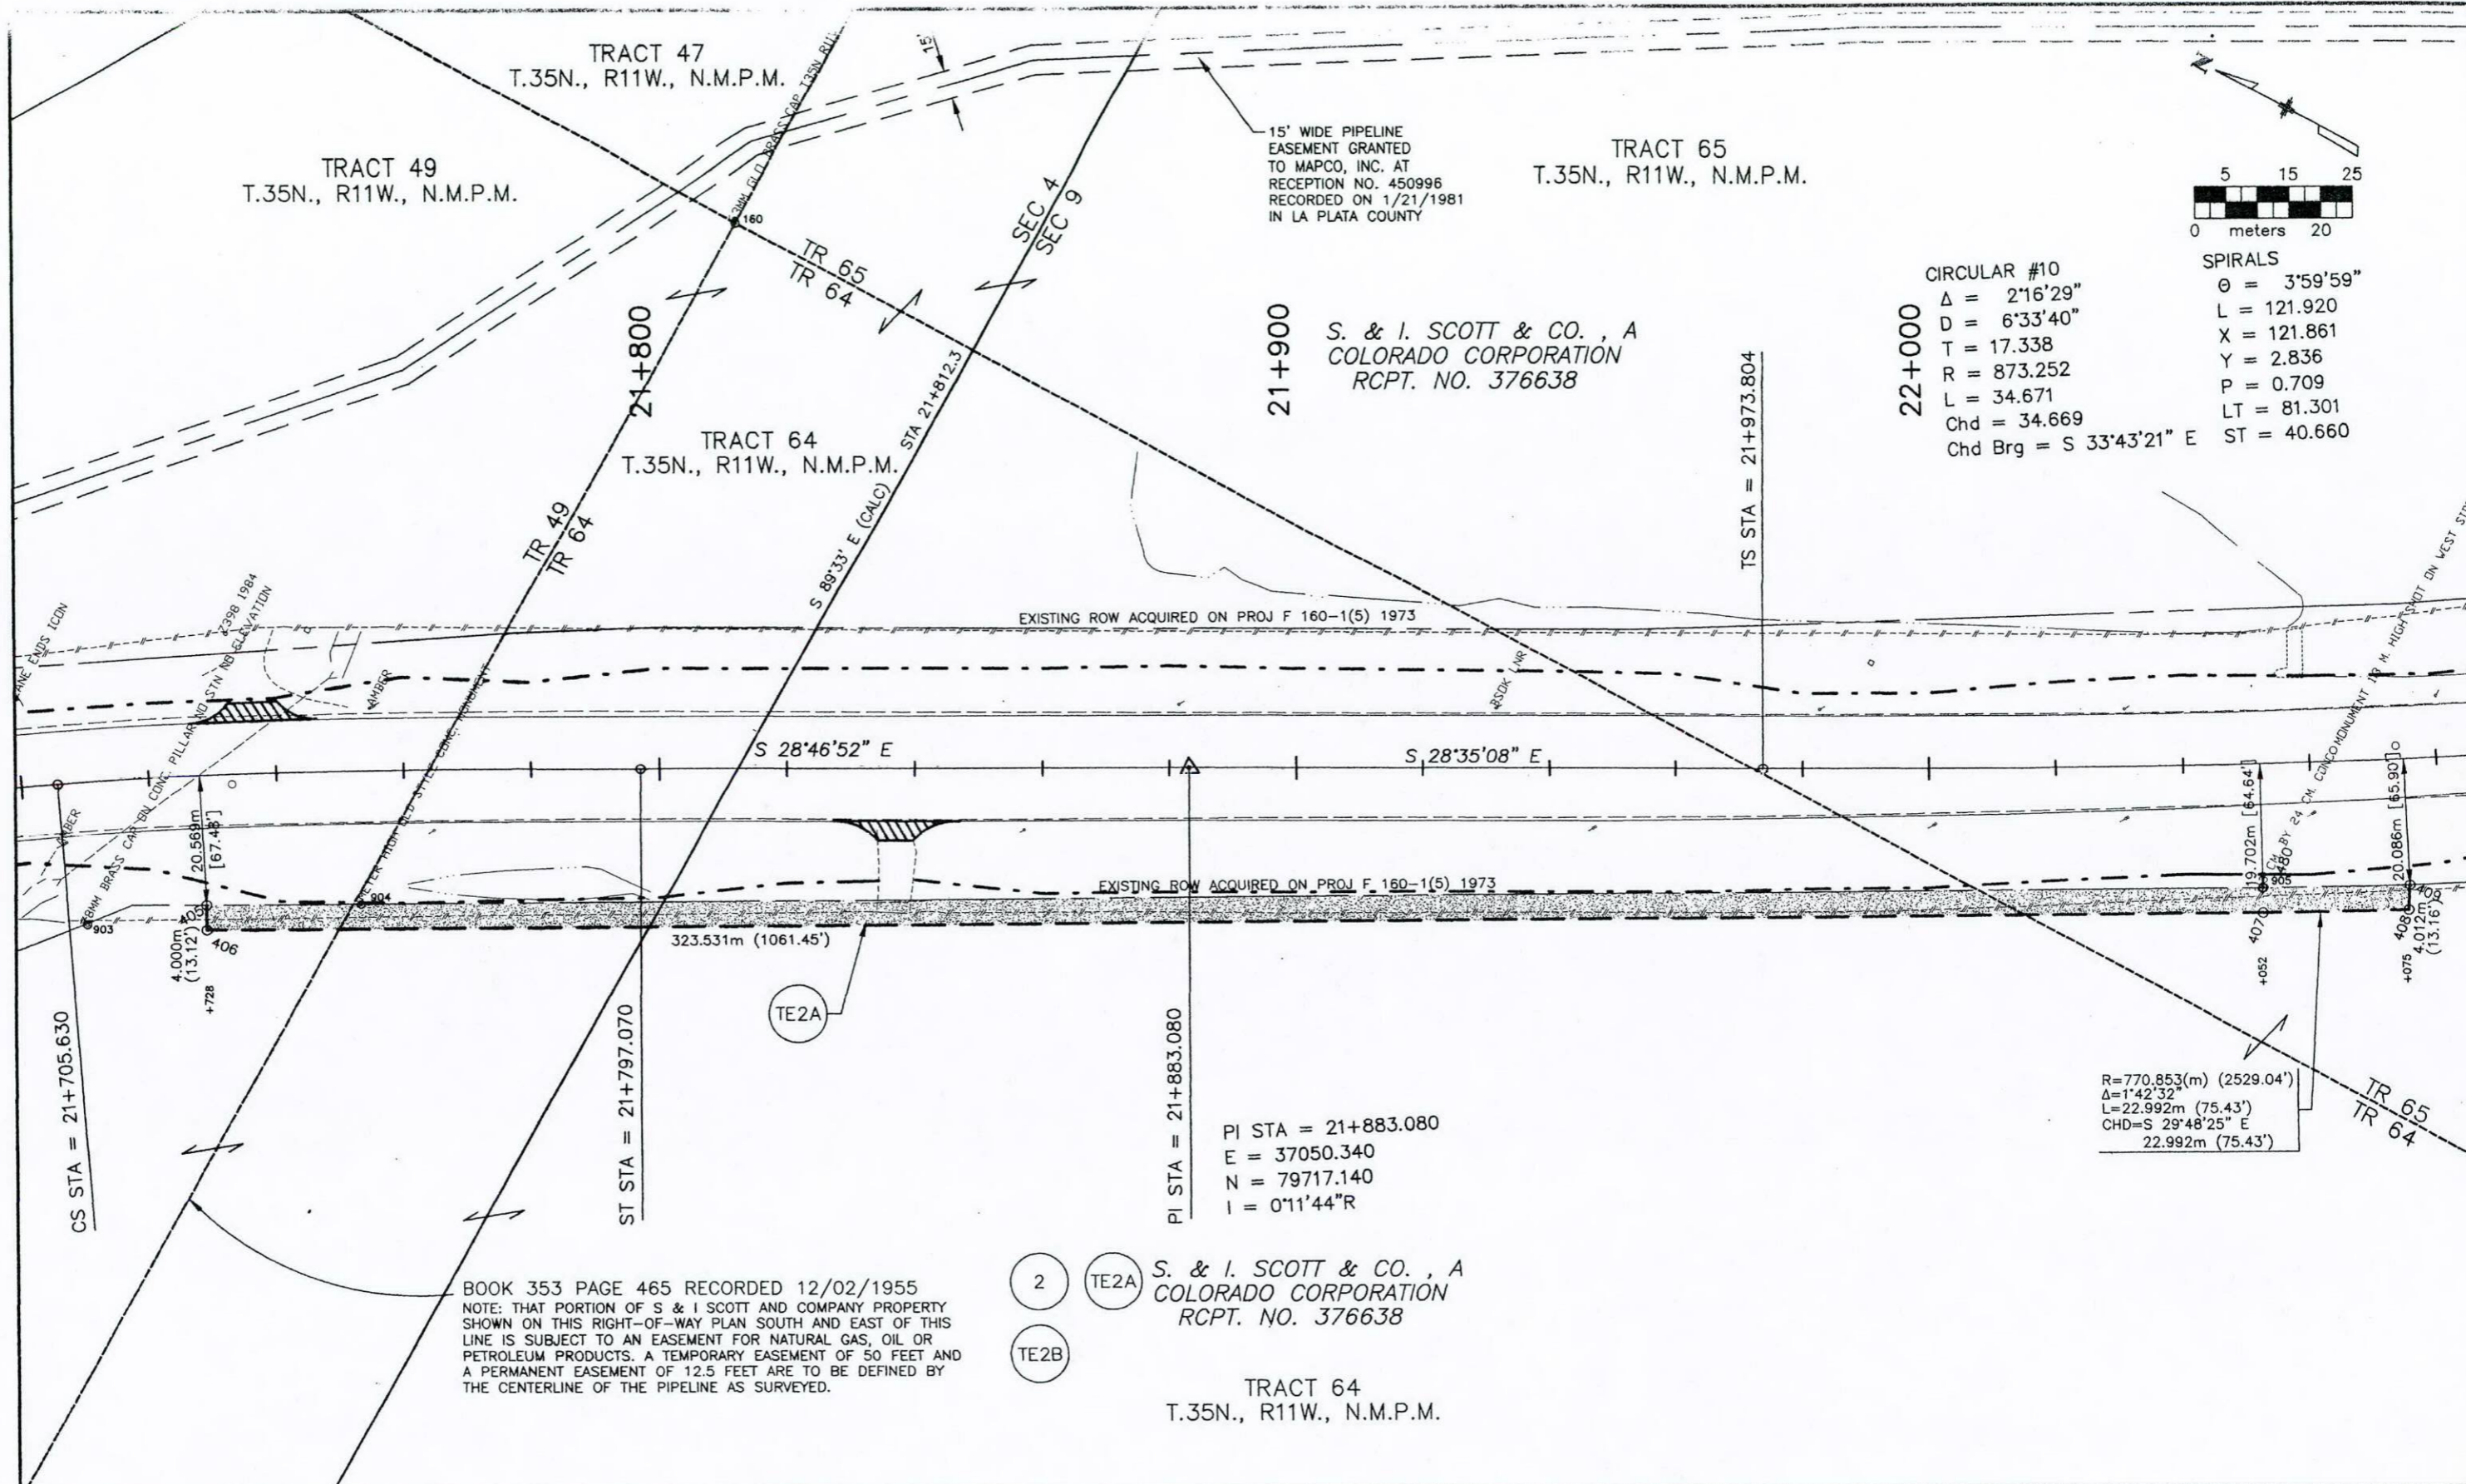 TRACT 47
T.35N., R11W., N.M.P.M.
TRACT 49
T.35N., R11W., N.M.P.M.
15'
15' WIDE PIPELINE
EASEMENT GRANTED
TO MAPCO, INC. AT
RECEPTION NO. 450996
RECORDED ON 1/21/1981
IN LA PLATA COUNTY
TRACT 65
T.35N., R11W., N.M.P.M.
N
5 15 25
0 meters 20
160
TR 65
TR 64
SEC 4
SEC 9
21+800
21+900
22+000
S. & I. SCOTT & CO. , A
COLORADO CORPORATION
RCPT. NO. 376638
CIRCULAR #10
Δ = 2°16'29"
D = 6°33'40"
T = 17.338
R = 873.252
L = 34.671
Chd = 34.669
Chd Brg = S 33°43'21" E
SPIRALS
Θ = 3°59'59"
L = 121.920
X = 121.861
Y = 2.836
P = 0.709
LT = 81.301
ST = 40.660
TRACT 64
T.35N., R11W., N.M.P.M.
TR 49
TR 64
S 89°33' E (CALC) STA 21+812.3
TS STA = 21+973.804
EXISTING ROW ACQUIRED ON PROJ F 160-1(5) 1973
S 28°46'52" E
S 28°35'08" E
20.569m
[67.48']
19.702m [64.64']
20.086m [65.90']
EXISTING ROW ACQUIRED ON PROJ F 160-1(5) 1973
903
904
905
405
406
407
408
409
4.000m
(13.12')
+728
323.531m (1061.45')
TE2A
+052
+075
4.012m
(13.16')
CS STA = 21+705.630
ST STA = 21+797.070
PI STA = 21+883.080
PI STA = 21+883.080
E = 37050.340
N = 79717.140
I = 0°11'44"R
R=770.853(m) (2529.04')
Δ=1°42'32"
L=22.992m (75.43')
CHD=S 29°48'25" E
22.992m (75.43')
TR 65
TR 64
BOOK 353 PAGE 465 RECORDED 12/02/1955
NOTE: THAT PORTION OF S & I SCOTT AND COMPANY PROPERTY
SHOWN ON THIS RIGHT-OF-WAY PLAN SOUTH AND EAST OF THIS
LINE IS SUBJECT TO AN EASEMENT FOR NATURAL GAS, OIL OR
PETROLEUM PRODUCTS. A TEMPORARY EASEMENT OF 50 FEET AND
A PERMANENT EASEMENT OF 12.5 FEET ARE TO BE DEFINED BY
THE CENTERLINE OF THE PIPELINE AS SURVEYED.
2
TE2A
S. & I. SCOTT & CO. , A
COLORADO CORPORATION
RCPT. NO. 376638
TE2B
TRACT 64
T.35N., R11W., N.M.P.M.